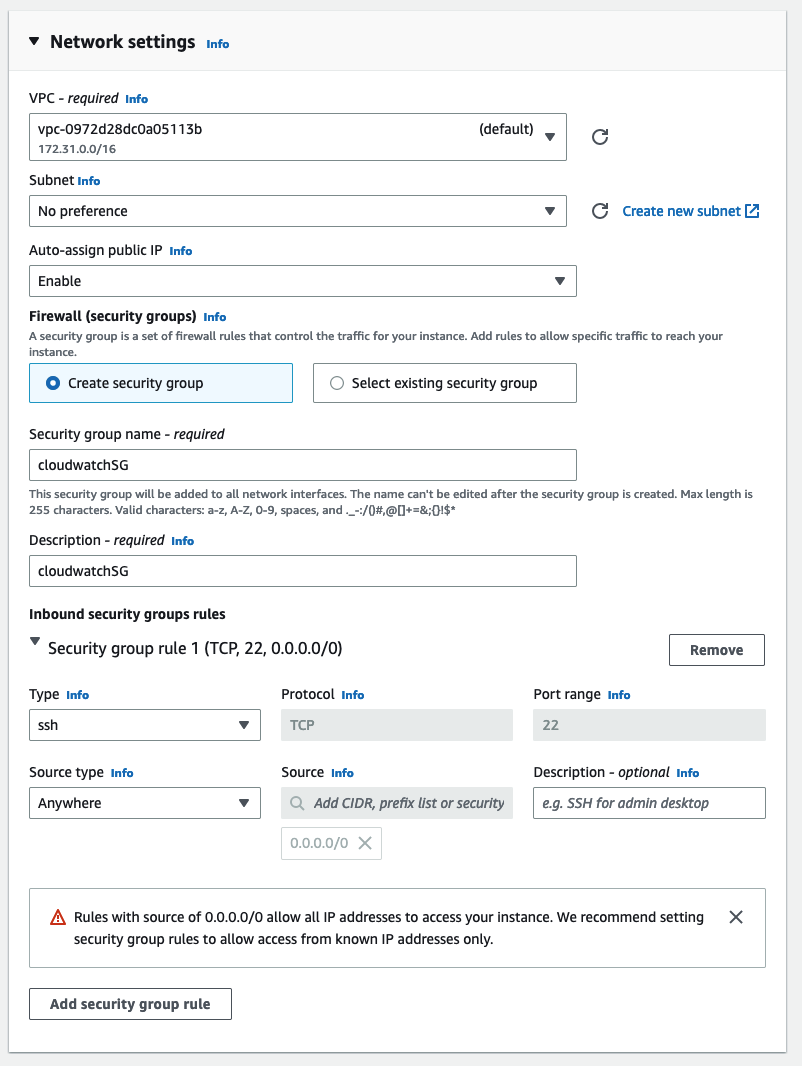 Network settings Info
VPC - required Info
vpc-0972d28dc0a05113b (default)
172.31.0.0/16
Subnet Info
No preference
Create new subnet
Auto-assign public IP Info
Enable
Firewall (security groups) Info
A security group is a set of firewall rules that control the traffic for your instance. Add rules to allow specific traffic to reach your
instance.
Create security group
Select existing security group
Security group name - required
cloudwatchSG
This security group will be added to all network interfaces. The name can't be edited after the security group is created. Max length is
255 characters. Valid characters: a-z, A-Z, 0-9, spaces, and ._-:/()#,@[]+=&;{}!$*
Description - required Info
cloudwatchSG
Inbound security groups rules
Security group rule 1 (TCP, 22, 0.0.0.0/0)
Remove
Type Info
Protocol Info
Port range Info
ssh
TCP
22
Source type Info
Source Info
Description - optional Info
Anywhere
Add CIDR, prefix list or security
e.g. SSH for admin desktop
0.0.0.0/0
Rules with source of 0.0.0.0/0 allow all IP addresses to access your instance. We recommend setting
security group rules to allow access from known IP addresses only.
Add security group rule